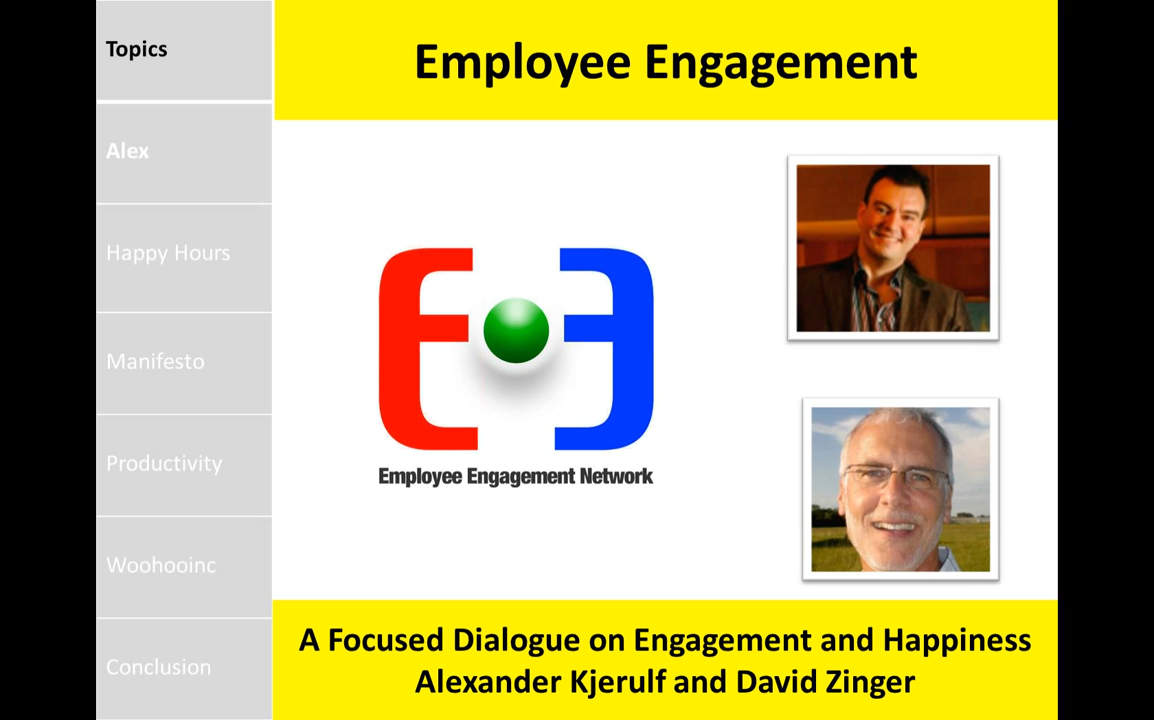 Topics
Alex
Happy Hours
Manifesto
Productivity
Woohooinc
Conclusion
Employee Engagement
Employee Engagement Network
A Focused Dialogue on Engagement and Happiness
Alexander Kjerulf and David Zinger